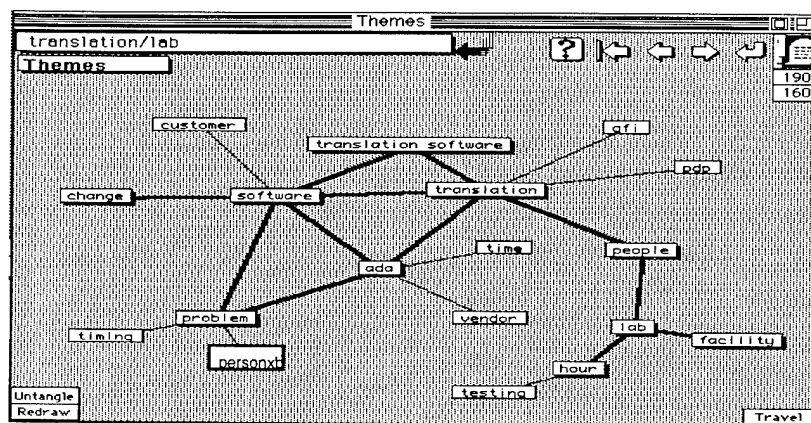 Themes
translation/lab
?
190
160
Themes
customer
translation software
gfi
pdp
change
software
translation
time
people
ada
problem
vendor
timing
lab
facility
personxb
hour
testing
Untangle
Redraw
Travel